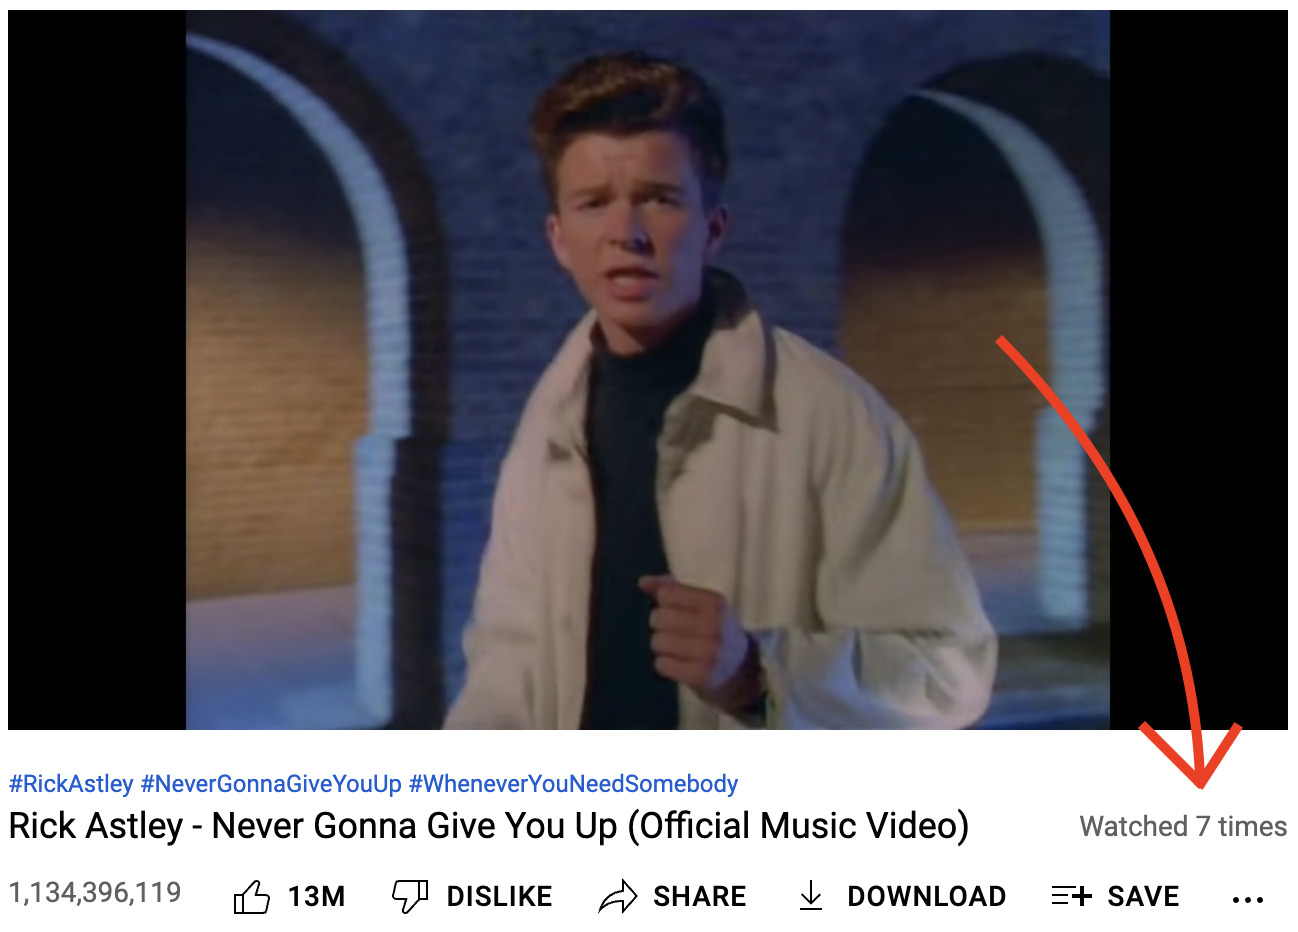 #RickAstley #NeverGonnaGiveYouUp #WheneverYouNeedSomebody
Rick Astley - Never Gonna Give You Up (Official Music Video) Watched 7 times
1,134,396,119 13M DISLIKE SHARE DOWNLOAD SAVE ...